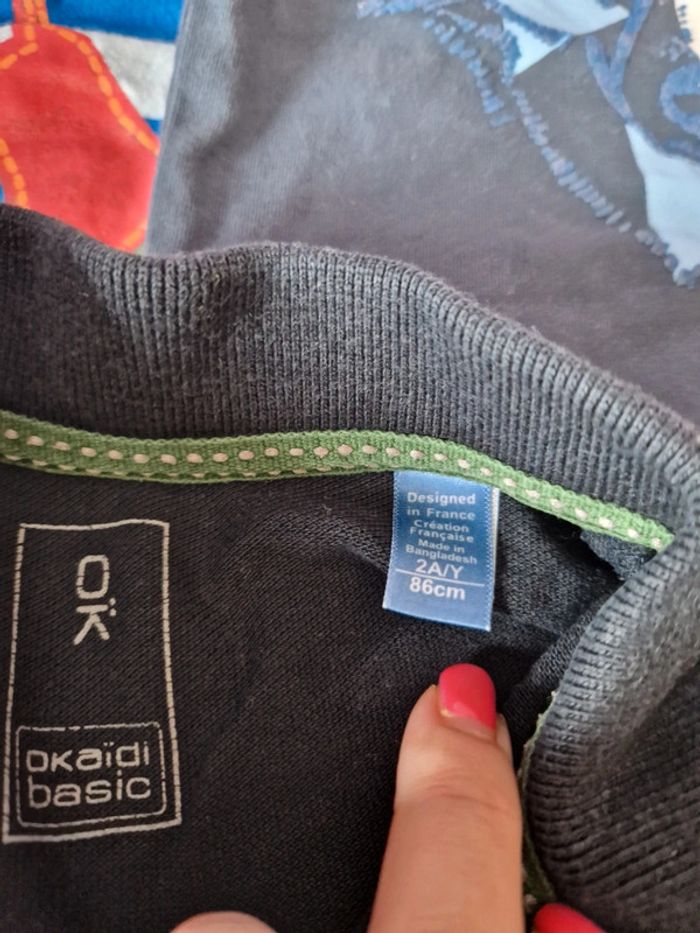 Designed
in France
Création
Française
Made in
Bangladesh
2A/Y
86cm
OK
OKaïdi
basic